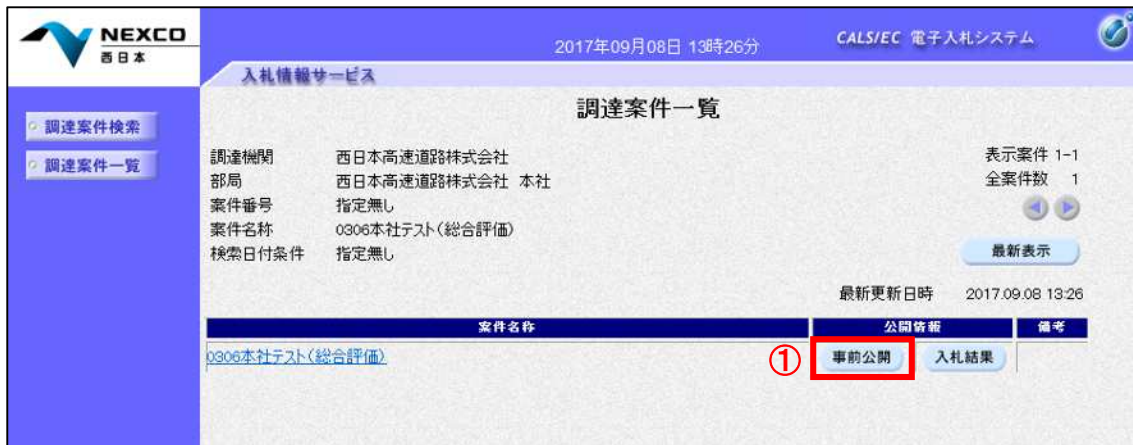 NEXCO
西日本
2017年09月08日 13時26分
CALS/EC 電子入札システム
入札情報サービス
調達案件検索
調達案件一覧
調達案件一覧
調達機関 西日本高速道路株式会社
部局 西日本高速道路株式会社 本社
案件番号 指定無し
案件名称 0306本社テスト(総合評価)
検索日付条件 指定無し
表示案件 1-1
全案件数 1
最新表示
最新更新日時 2017.09.08 13:26
案件名称 公開情報 備考
0306本社テスト(総合評価) ① 事前公開 入札結果